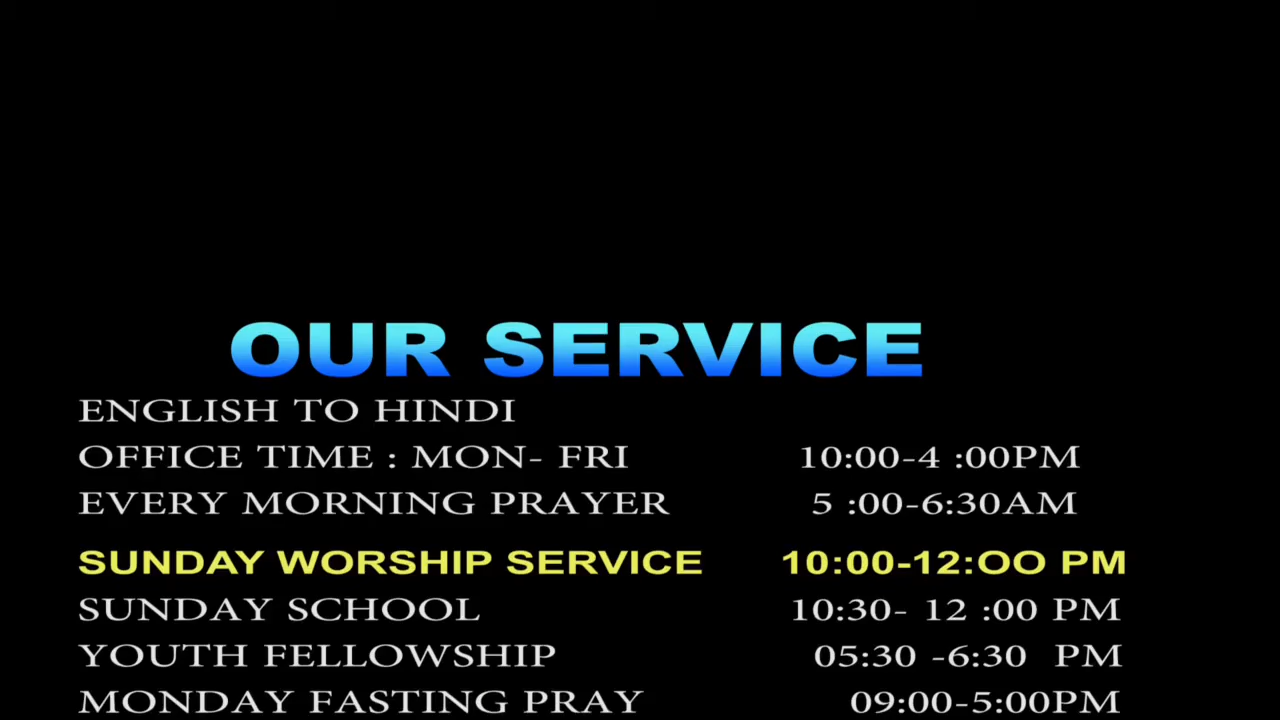 OUR SERVICE
ENGLISH TO HINDI
OFFICE TIME : MON- FRI 10:00-4 :00PM
EVERY MORNING PRAYER 5 :00-6:30AM
SUNDAY WORSHIP SERVICE 10:00-12:OO PM
SUNDAY SCHOOL 10:30- 12 :00 PM
YOUTH FELLOWSHIP 05:30 -6:30 PM
MONDAY FASTING PRAY 09:00-5:00PM